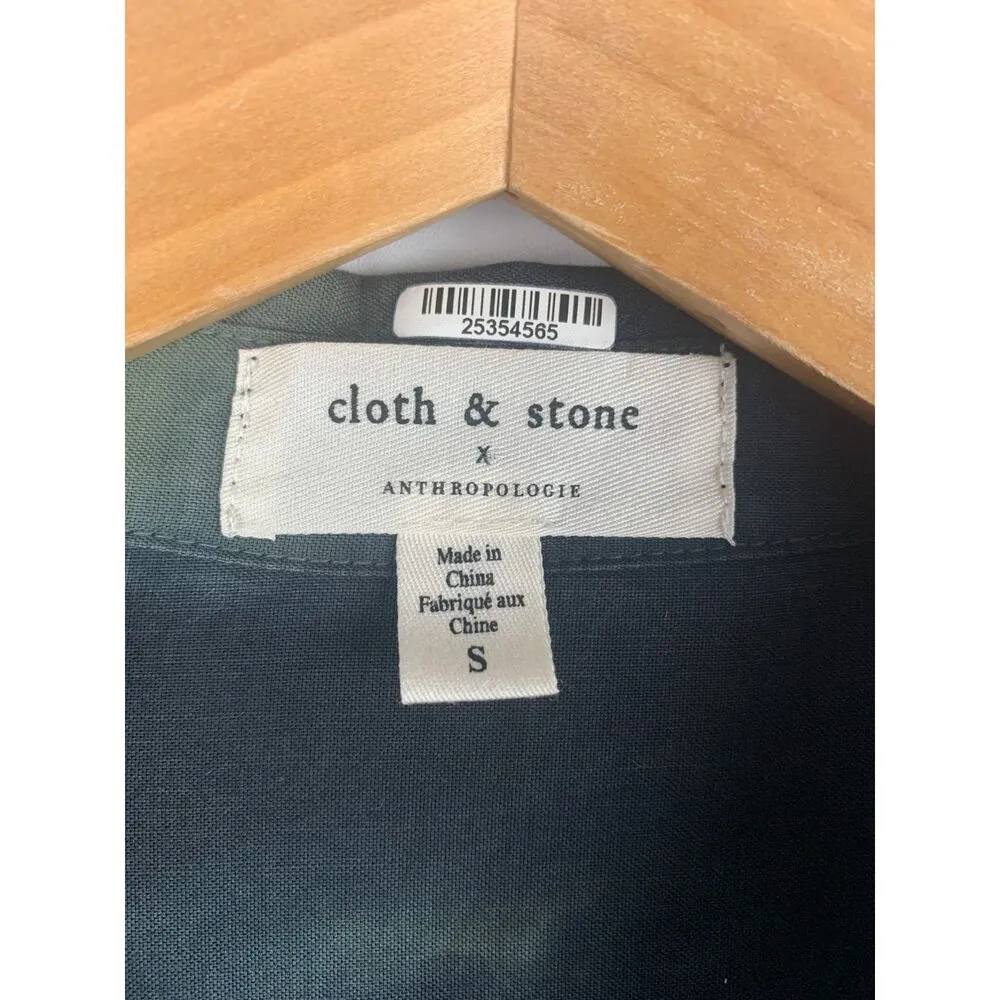 25354565
cloth & stone
x
ANTHROPOLOGIE
Made in
China
Fabriqué aux
Chine
S